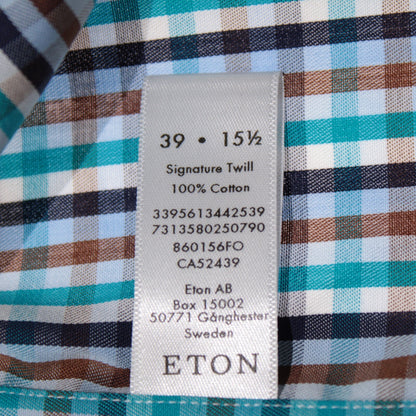 39 • 15½
Signature Twill
100% Cotton
3395613442539
7313580250790
860156FO
CA52439
Eton AB
Box 15002
50771 Gånghester
Sweden
ETON